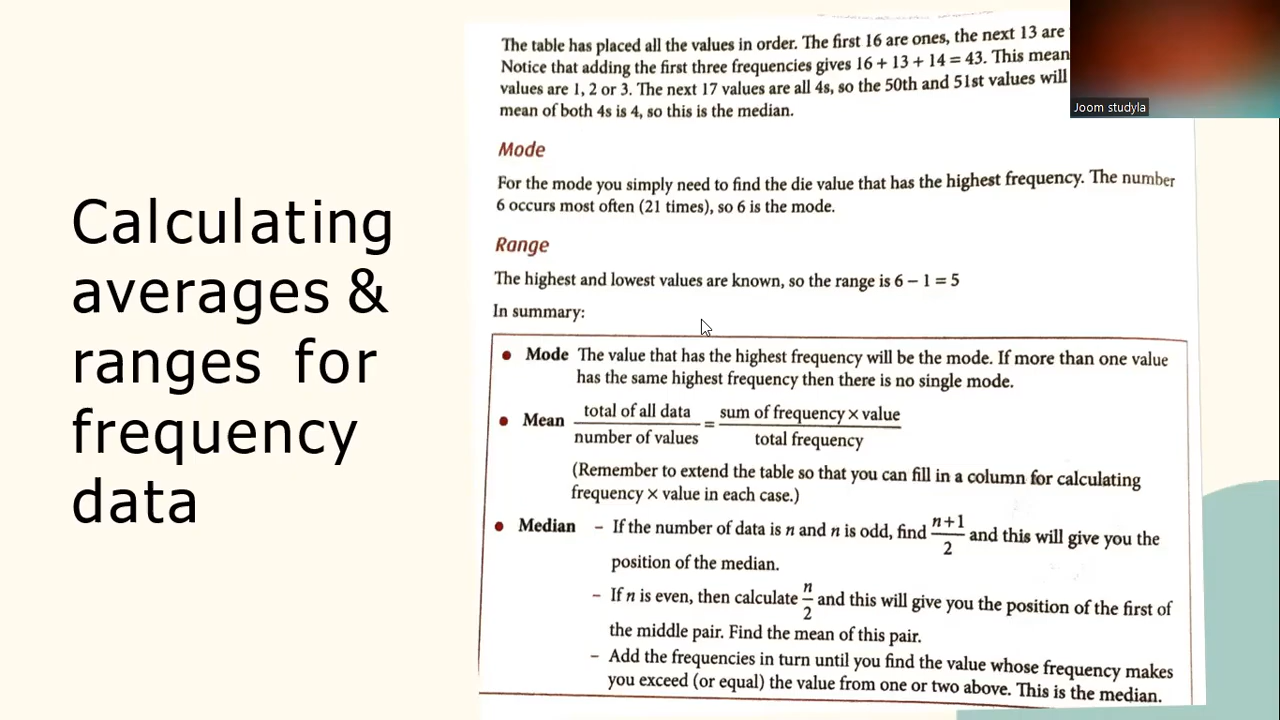 Calculating
averages &
ranges for
frequency
data
The table has placed all the values in order. The first 16 are ones, the next 13 are
Notice that adding the first three frequencies gives 16 + 13 + 14 = 43. This mean
values are 1, 2 or 3. The next 17 values are all 4s, so the 50th and 51st values will
mean of both 4s is 4, so this is the median.
Mode
For the mode you simply need to find the die value that has the highest frequency. The number
6 occurs most often (21 times), so 6 is the mode.
Range
The highest and lowest values are known, so the range is 6 – 1 = 5
In summary:
• Mode The value that has the highest frequency will be the mode. If more than one value
has the same highest frequency then there is no single mode.
• Mean total of all data / number of values = sum of frequency × value / total frequency
(Remember to extend the table so that you can fill in a column for calculating
frequency × value in each case.)
• Median – If the number of data is n and n is odd, find n+1 / 2 and this will give you the
position of the median.
– If n is even, then calculate n / 2 and this will give you the position of the first of
the middle pair. Find the mean of this pair.
– Add the frequencies in turn until you find the value whose frequency makes
you exceed (or equal) the value from one or two above. This is the median.
Joom studyla